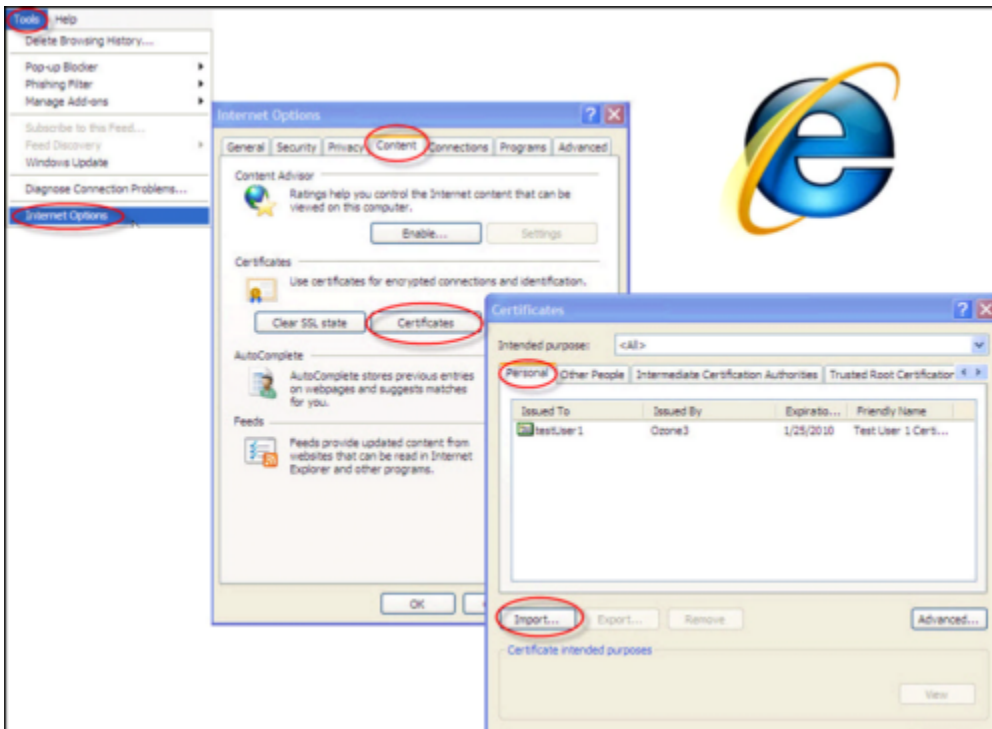 Tools Help
Delete Browsing History....
Pop-up Blocker
Phishing Filter
Manage Add-ons
Subscribe to this Feed...
Feed Discovery
Windows Update
Diagnose Connection Problems...
Internet Options
Internet Options
General Security Privacy Content Connections Programs Advanced
Content Advisor
Ratings help you control the Internet content that can be
viewed on this computer.
Enable... Settings
Certificates
Use certificates for encrypted connections and identification.
Clear SSL state Certificates
AutoComplete
AutoComplete stores previous entries
on webpages and suggests matches
for you.
Feeds
Feeds provide updated content from
websites that can be read in Internet
Explorer and other programs.
OK
Certificates
Intended purpose: <All>
Personal Other People Intermediate Certification Authorities Trusted Root Certification
Issued To Issued By Expiratio... Friendly Name
testUser1 Ozone3 1/25/2010 Test User 1 Certi...
Import... Export... Remove Advanced...
Certificate intended purposes
View